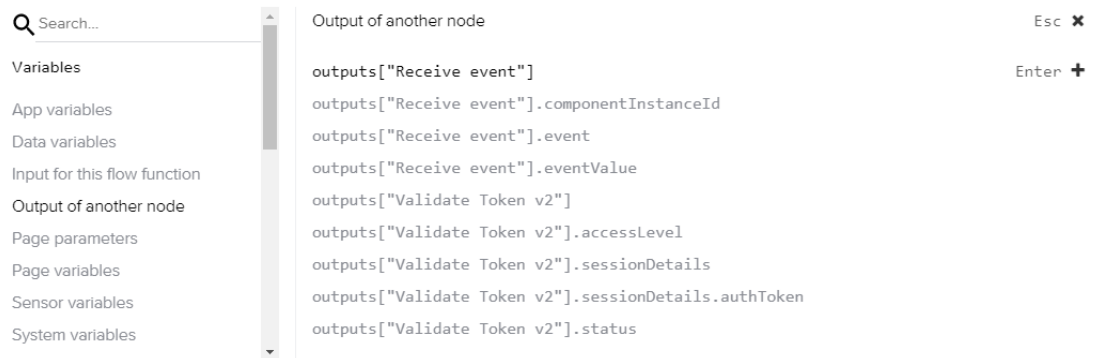 Search...
Variables
App variables
Data variables
Input for this flow function
Output of another node
Page parameters
Page variables
Sensor variables
System variables
Output of another node
Esc ✖
outputs["Receive event"]
Enter ✚
outputs["Receive event"].componentInstanceId
outputs["Receive event"].event
outputs["Receive event"].eventValue
outputs["Validate Token v2"]
outputs["Validate Token v2"].accessLevel
outputs["Validate Token v2"].sessionDetails
outputs["Validate Token v2"].sessionDetails.authToken
outputs["Validate Token v2"].status